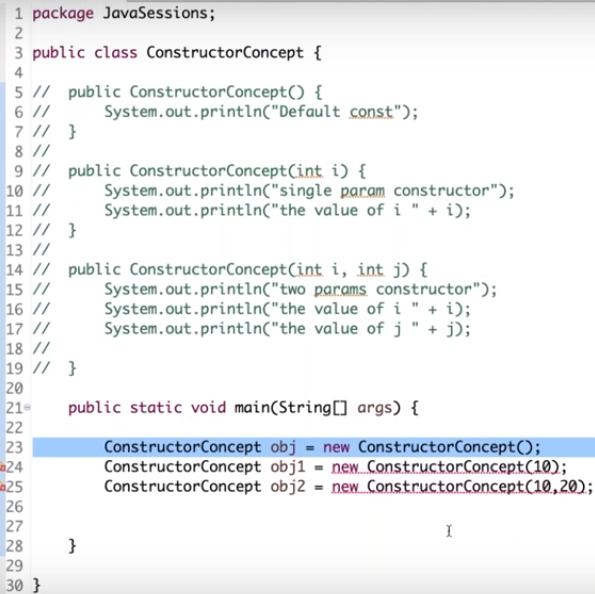 1 package JavaSessions;
2
3 public class ConstructorConcept {
4
5 //  public ConstructorConcept() {
6 //      System.out.println("Default const");
7 //  }
8 //
9 //  public ConstructorConcept(int i) {
10 //      System.out.println("single param constructor");
11 //      System.out.println("the value of i " + i);
12 //  }
13 //
14 //  public ConstructorConcept(int i, int j) {
15 //      System.out.println("two params constructor");
16 //      System.out.println("the value of i " + i);
17 //      System.out.println("the value of j " + j);
18 //
19 //  }
20
21     public static void main(String[] args) {
22
23         ConstructorConcept obj = new ConstructorConcept();
24         ConstructorConcept obj1 = new ConstructorConcept(10);
25         ConstructorConcept obj2 = new ConstructorConcept(10,20);
26
27
28     }
29
30 }